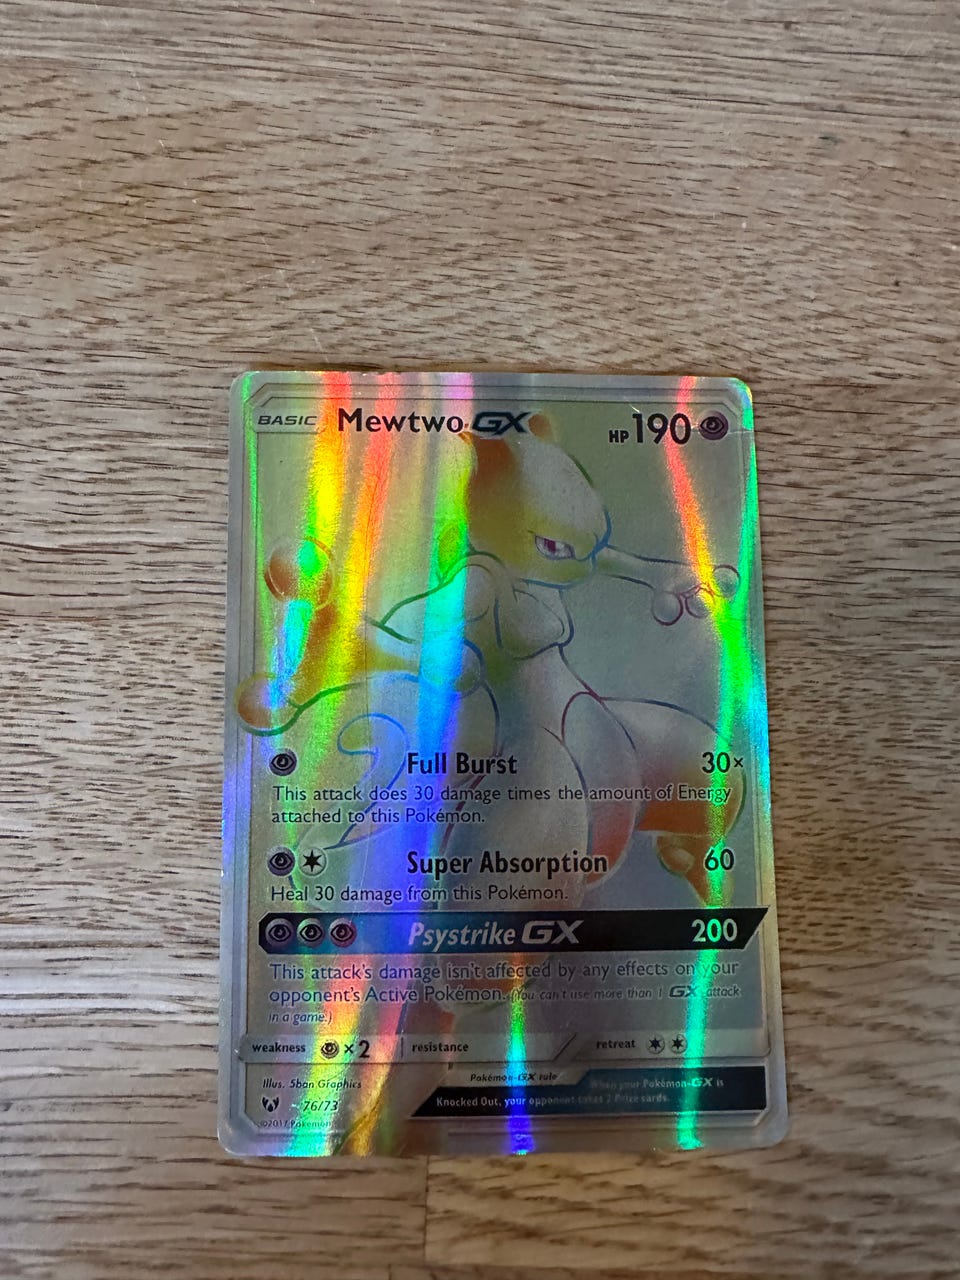 BASIC Mewtwo GX HP 190
Full Burst 30×
This attack does 30 damage times the amount of Energy
attached to this Pokémon.
Super Absorption 60
Heal 30 damage from this Pokémon.
Psystrike GX 200
This attack's damage isn't affected by any effects on your
opponent's Active Pokémon. (You can't use more than 1 GX attack
in a game.)
weakness ×2 resistance retreat
Illus. 5ban Graphics
Pokémon-GX rule When your Pokémon-GX is
Knocked Out, your opponent takes 2 Prize cards.
76/73
©2017 Pokémon